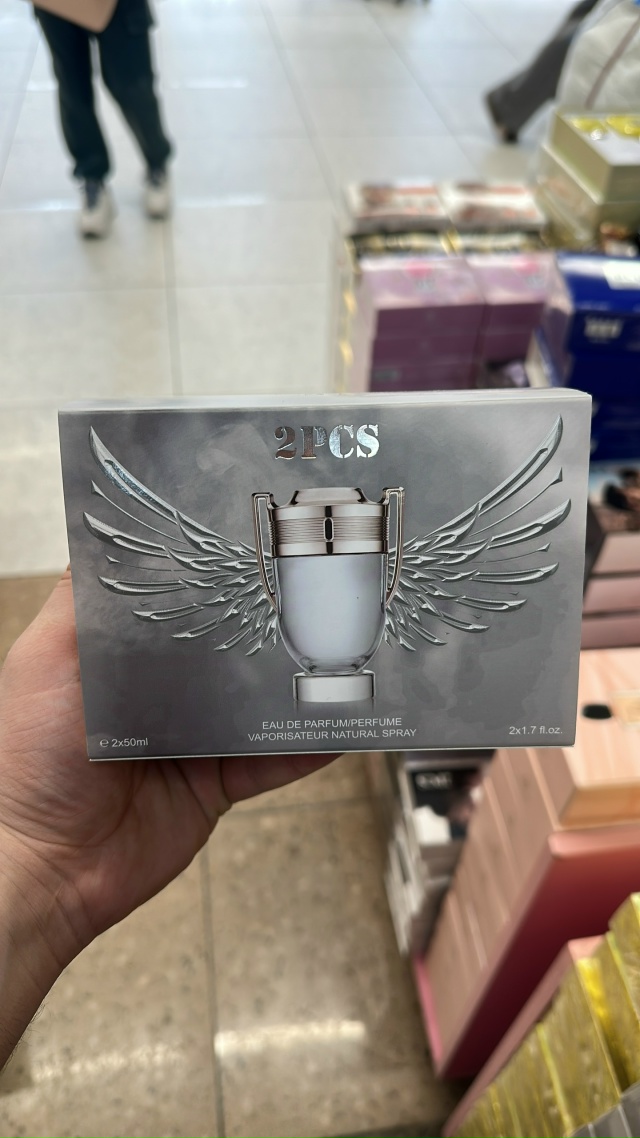 2PCS
EAU DE PARFUM/PERFUME
VAPORISATEUR NATURAL SPRAY
℮ 2x50ml
2x1.7 fl.oz.